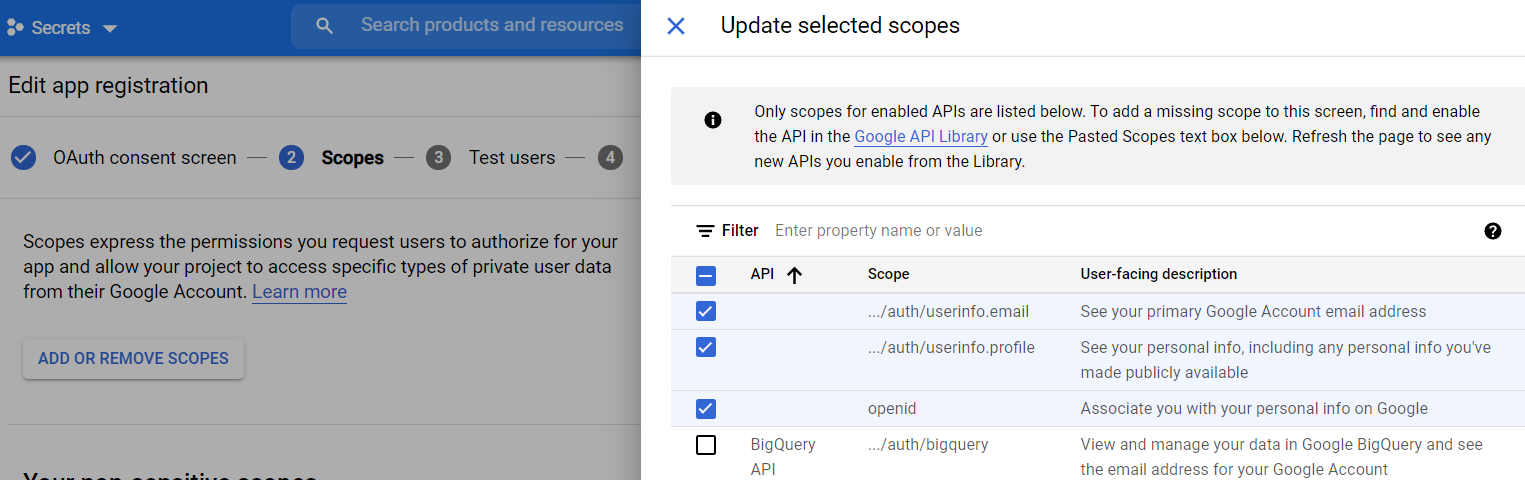 Secrets
Search products and resources
Edit app registration
OAuth consent screen — 2 Scopes — 3 Test users — 4
Scopes express the permissions you request users to authorize for your
app and allow your project to access specific types of private user data
from their Google Account. Learn more
ADD OR REMOVE SCOPES
Your non-sensitive scopes
Update selected scopes
Only scopes for enabled APIs are listed below. To add a missing scope to this screen, find and enable
the API in the Google API Library or use the Pasted Scopes text box below. Refresh the page to see any
new APIs you enable from the Library.
Filter Enter property name or value
API Scope User-facing description
.../auth/userinfo.email See your primary Google Account email address
.../auth/userinfo.profile See your personal info, including any personal info you've
made publicly available
openid Associate you with your personal info on Google
BigQuery .../auth/bigquery View and manage your data in Google BigQuery and see
API the email address for your Google Account